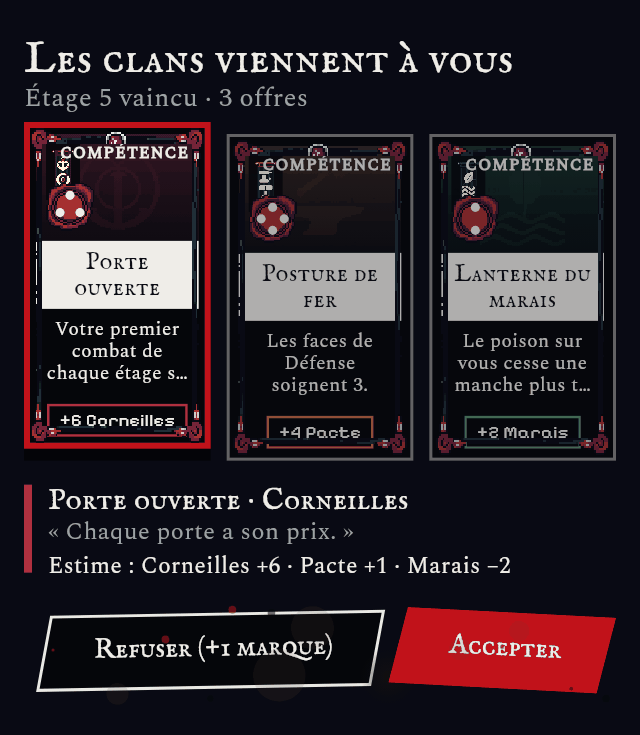 Les clans viennent à vous
Étage 5 vaincu · 3 offres
COMPÉTENCE
Porte
ouverte
Votre premier
combat de
chaque étage s…
+6 Corneilles
COMPÉTENCE
Posture de
fer
Les faces de
Défense
soignent 3.
+4 Pacte
COMPÉTENCE
Lanterne du
marais
Le poison sur
vous cesse une
manche plus t…
+2 Marais
Porte ouverte · Corneilles
« Chaque porte a son prix. »
Estime : Corneilles +6 · Pacte +1 · Marais −2
Refuser (+1 marque)
Accepter